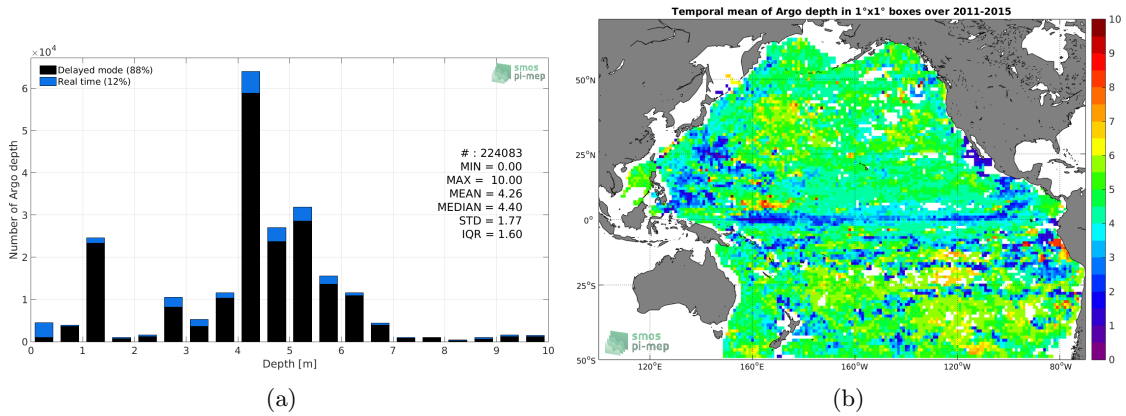 ×10⁴
Number of Argo depth
6
5
4
3
2
1
0
Delayed mode (88%)
Real time (12%)
smos
pi-mep
# : 224083
MIN = 0.00
MAX = 10.00
MEAN = 4.26
MEDIAN = 4.40
STD = 1.77
IQR = 1.60
0 1 2 3 4 5 6 7 8 9 10
Depth [m]
(a)
Temporal mean of Argo depth in 1°x1° boxes over 2011-2015
50°N
25°N
0°
25°S
50°S
120°E 160°E 160°W 120°W 80°W
smos
pi-mep
10
9
8
7
6
5
4
3
2
1
0
(b)